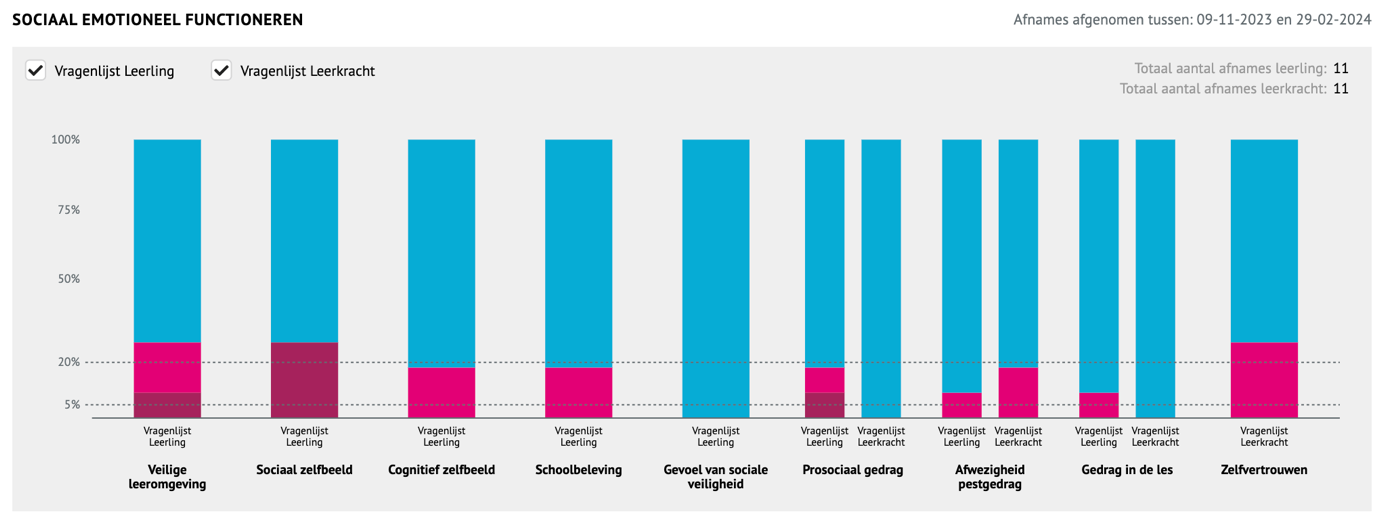 SOCIAAL EMOTIONEEL FUNCTIONEREN
Afnames afgenomen tussen: 09-11-2023 en 29-02-2024
Vragenlijst Leerling
Vragenlijst Leerkracht
Totaal aantal afnames leerling: 11
Totaal aantal afnames leerkracht: 11
100%
75%
50%
20%
5%
Vragenlijst
Leerling
Veilige
leeromgeving
Vragenlijst
Leerling
Sociaal zelfbeeld
Vragenlijst
Leerling
Cognitief zelfbeeld
Vragenlijst
Leerling
Schoolbeleving
Vragenlijst
Leerling
Gevoel van sociale
veiligheid
Vragenlijst
Leerling
Vragenlijst
Leerkracht
Prosociaal gedrag
Vragenlijst
Leerling
Vragenlijst
Leerkracht
Afwezigheid
pestgedrag
Vragenlijst
Leerling
Vragenlijst
Leerkracht
Gedrag in de les
Vragenlijst
Leerkracht
Zelfvertrouwen